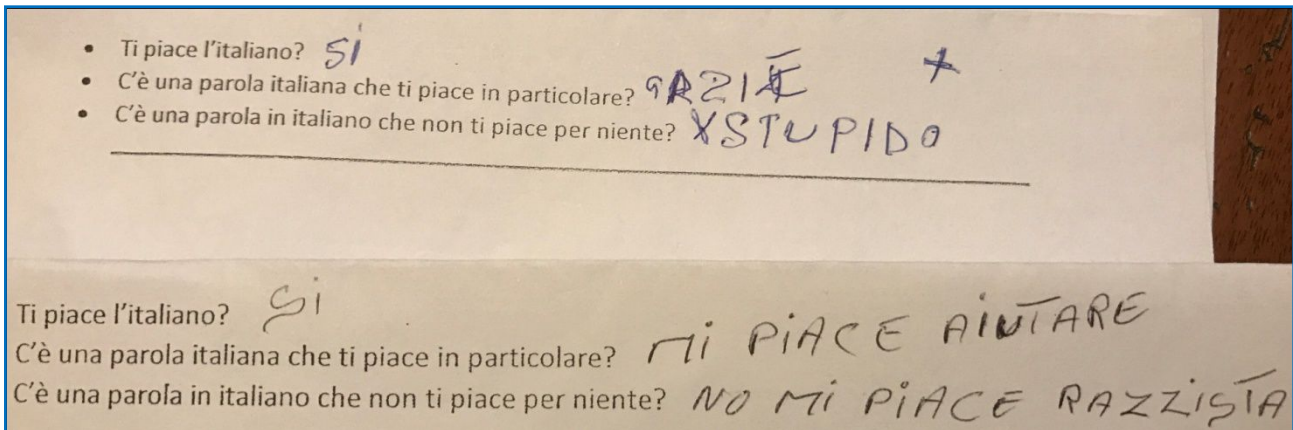 • Ti piace l'italiano? SI
• C'è una parola italiana che ti piace in particolare? GRAZIE
• C'è una parola in italiano che non ti piace per niente? X STUPIDO
Ti piace l'italiano? Si
C'è una parola italiana che ti piace in particolare? Mi PiACE AiUTARE
C'è una parola in italiano che non ti piace per niente? NO Mi PiACE RAZZiSTA